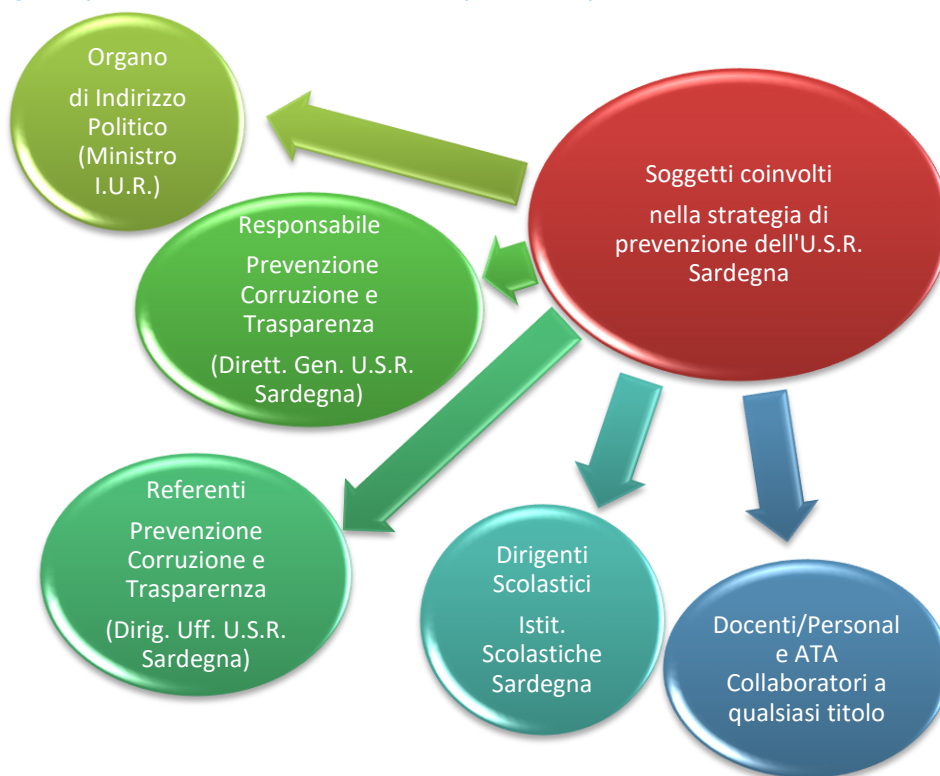 Organo
di Indirizzo
Politico
(Ministro
I.U.R.)
Soggetti coinvolti
nella strategia di
prevenzione dell'U.S.R.
Sardegna
Responsabile
Prevenzione
Corruzione e
Trasparenza
(Dirett. Gen. U.S.R.
Sardegna)
Referenti
Prevenzione
Corruzione e
Trasparernza
(Dirig. Uff. U.S.R.
Sardegna)
Dirigenti
Scolastici
Istit.
Scolastiche
Sardegna
Docenti/Personal
e ATA
Collaboratori a
qualsiasi titolo